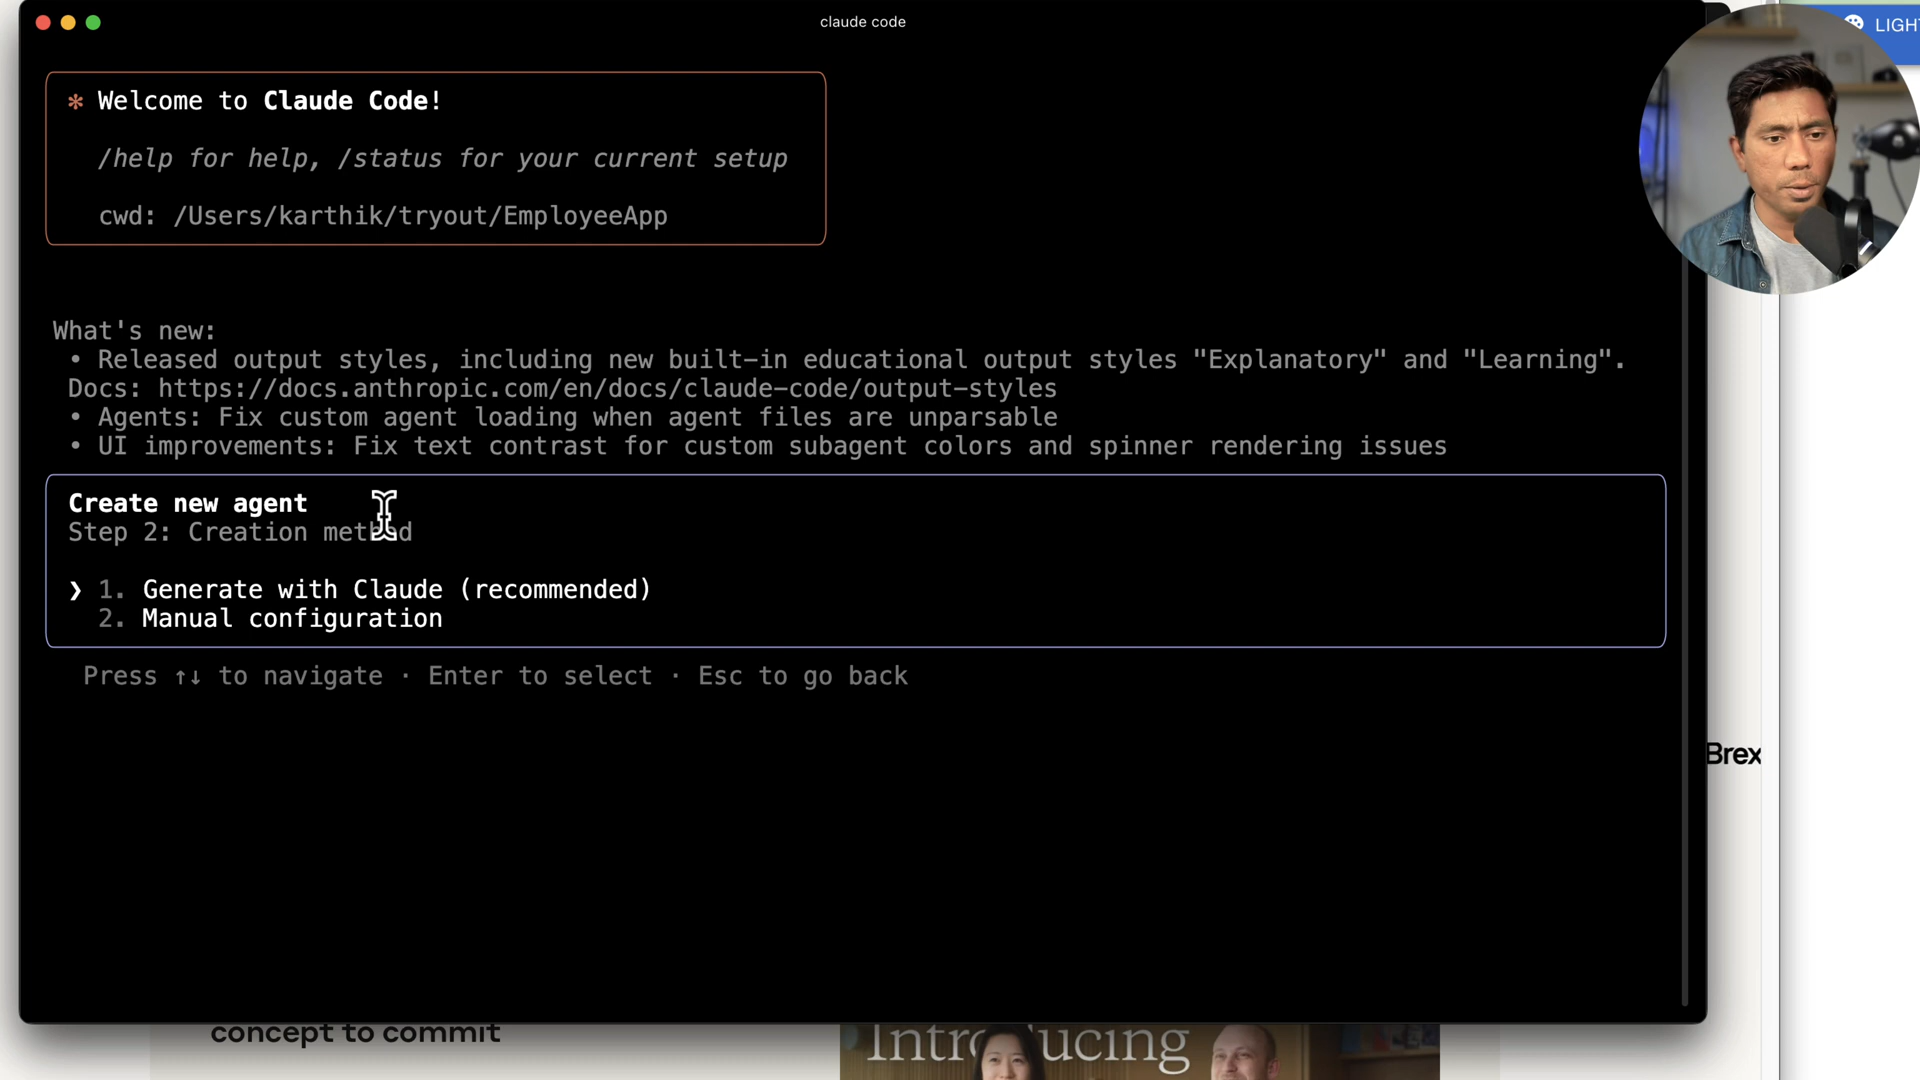 claude code
LIGH
* Welcome to Claude Code!
/help for help, /status for your current setup
cwd: /Users/karthik/tryout/EmployeeApp
What's new:
• Released output styles, including new built-in educational output styles "Explanatory" and "Learning".
Docs: https://docs.anthropic.com/en/docs/claude-code/output-styles
• Agents: Fix custom agent loading when agent files are unparsable
• UI improvements: Fix text contrast for custom subagent colors and spinner rendering issues
Create new agent
Step 2: Creation method
❯ 1. Generate with Claude (recommended)
2. Manual configuration
Press ↑↓ to navigate · Enter to select · Esc to go back
Brex
concept to commit
Introducing